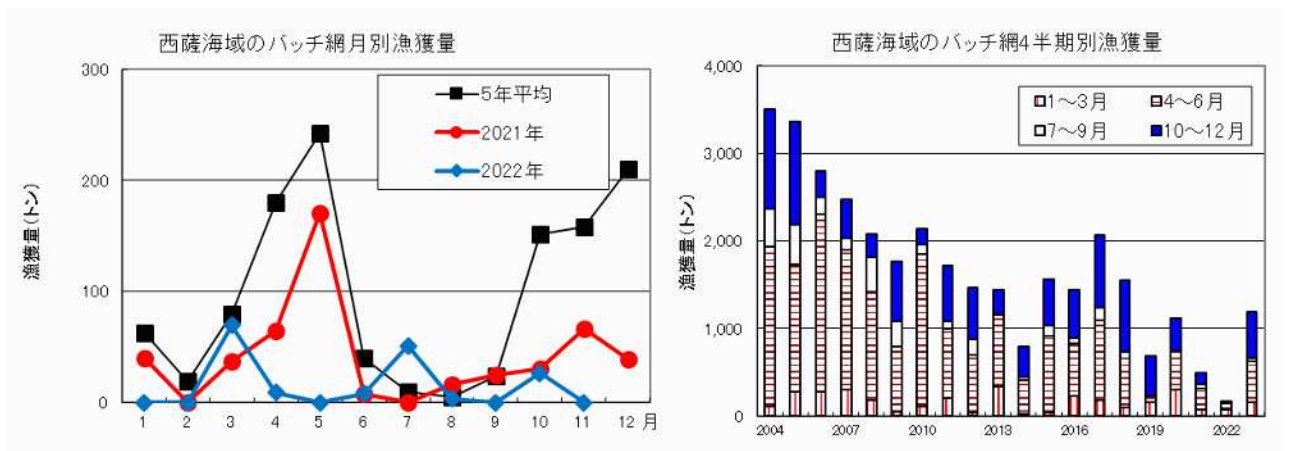 西薩海域のバッチ網月別漁獲量
300
200
100
0
漁獲量(トン)
5年平均
2021年
2022年
1 2 3 4 5 6 7 8 9 10 11 12 月
西薩海域のバッチ網4半期別漁獲量
4,000
3,000
2,000
1,000
0
漁獲量(トン)
1～3月 4～6月
7～9月 10～12月
2004 2007 2010 2013 2016 2019 2022